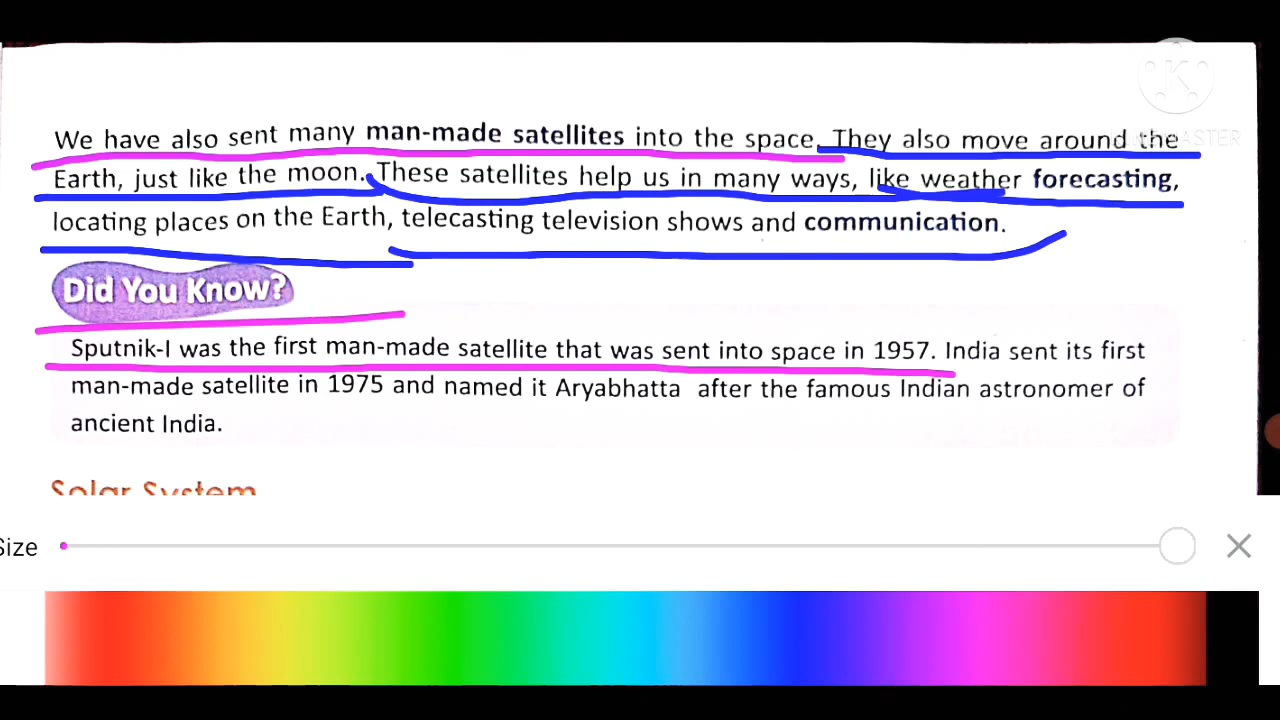 We have also sent many man-made satellites into the space. They also move around the
Earth, just like the moon. These satellites help us in many ways, like weather forecasting,
locating places on the Earth, telecasting television shows and communication.
Did You Know?
Sputnik-I was the first man-made satellite that was sent into space in 1957. India sent its first
man-made satellite in 1975 and named it Aryabhatta after the famous Indian astronomer of
ancient India.
Solar System
Size